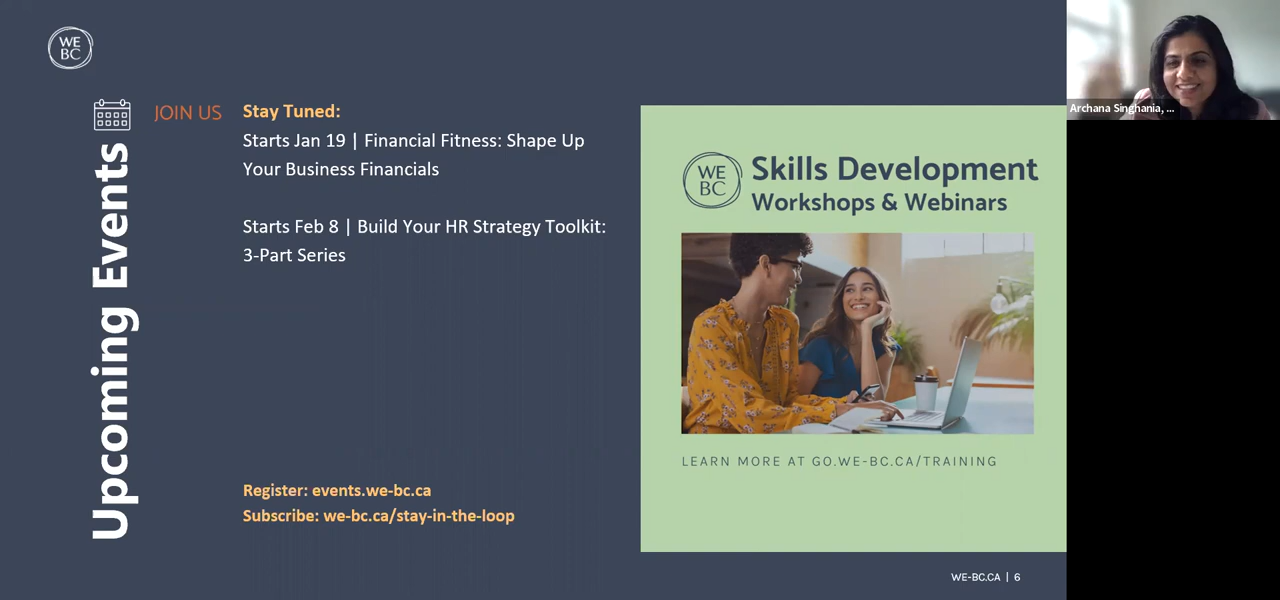 WE
BC
Upcoming Events
JOIN US
Stay Tuned:
Starts Jan 19 | Financial Fitness: Shape Up
Your Business Financials
Starts Feb 8 | Build Your HR Strategy Toolkit:
3-Part Series
Register: events.we-bc.ca
Subscribe: we-bc.ca/stay-in-the-loop
WE
BC
Skills Development
Workshops & Webinars
LEARN MORE AT GO.WE-BC.CA/TRAINING
WE-BC.CA | 6
Archana Singhania, ...